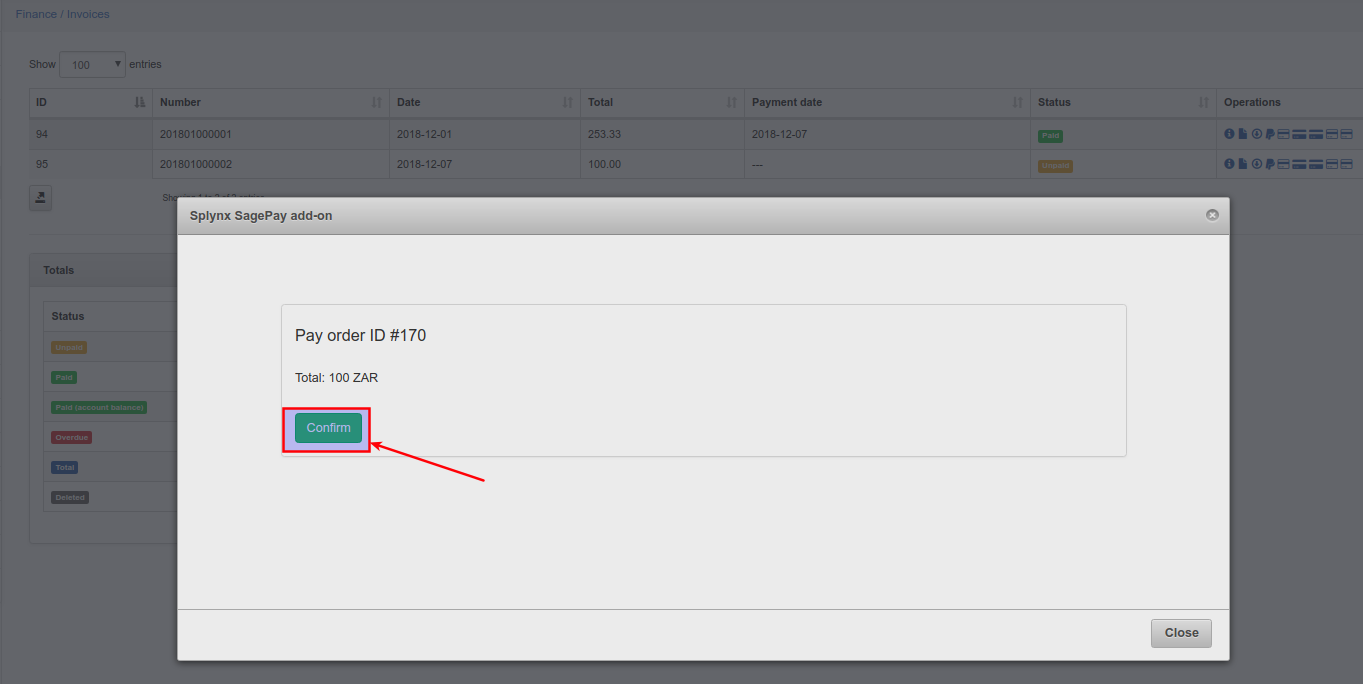 Finance / Invoices
Show 100 entries
ID Number Date Total Payment date Status Operations
94 201801000001 2018-12-01 253.33 2018-12-07 Paid
95 201801000002 2018-12-07 100.00 --- Unpaid
Showing 1 to 2 of 2 entries
Splynx SagePay add-on
Totals
Status
Unpaid
Paid
Paid (account balance)
Overdue
Total
Deleted
Pay order ID #170
Total: 100 ZAR
Confirm
Close